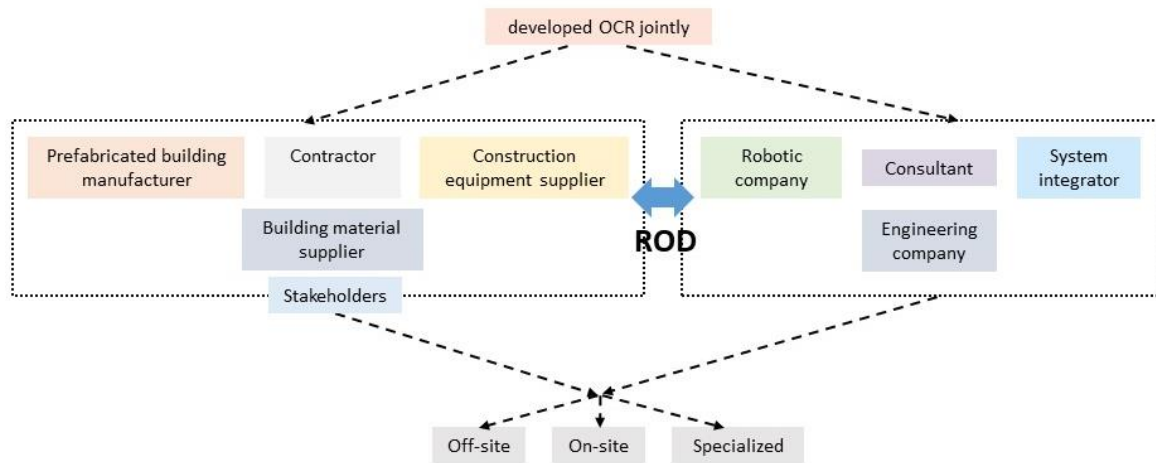 developed OCR jointly
Prefabricated building
manufacturer
Contractor
Construction
equipment supplier
Building material
supplier
Stakeholders
ROD
Robotic
company
Consultant
System
integrator
Engineering
company
Off-site
On-site
Specialized